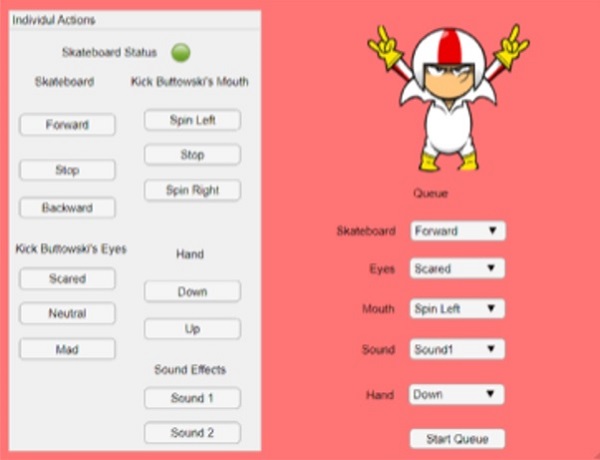 Individul Actions
Skateboard Status
Skateboard
Forward
Stop
Backward
Kick Buttowski's Mouth
Spin Left
Stop
Spin Right
Kick Buttowski's Eyes
Scared
Neutral
Mad
Hand
Down
Up
Sound Effects
Sound 1
Sound 2
Queue
Skateboard Forward
Eyes Scared
Mouth Spin Left
Sound Sound1
Hand Down
Start Queue